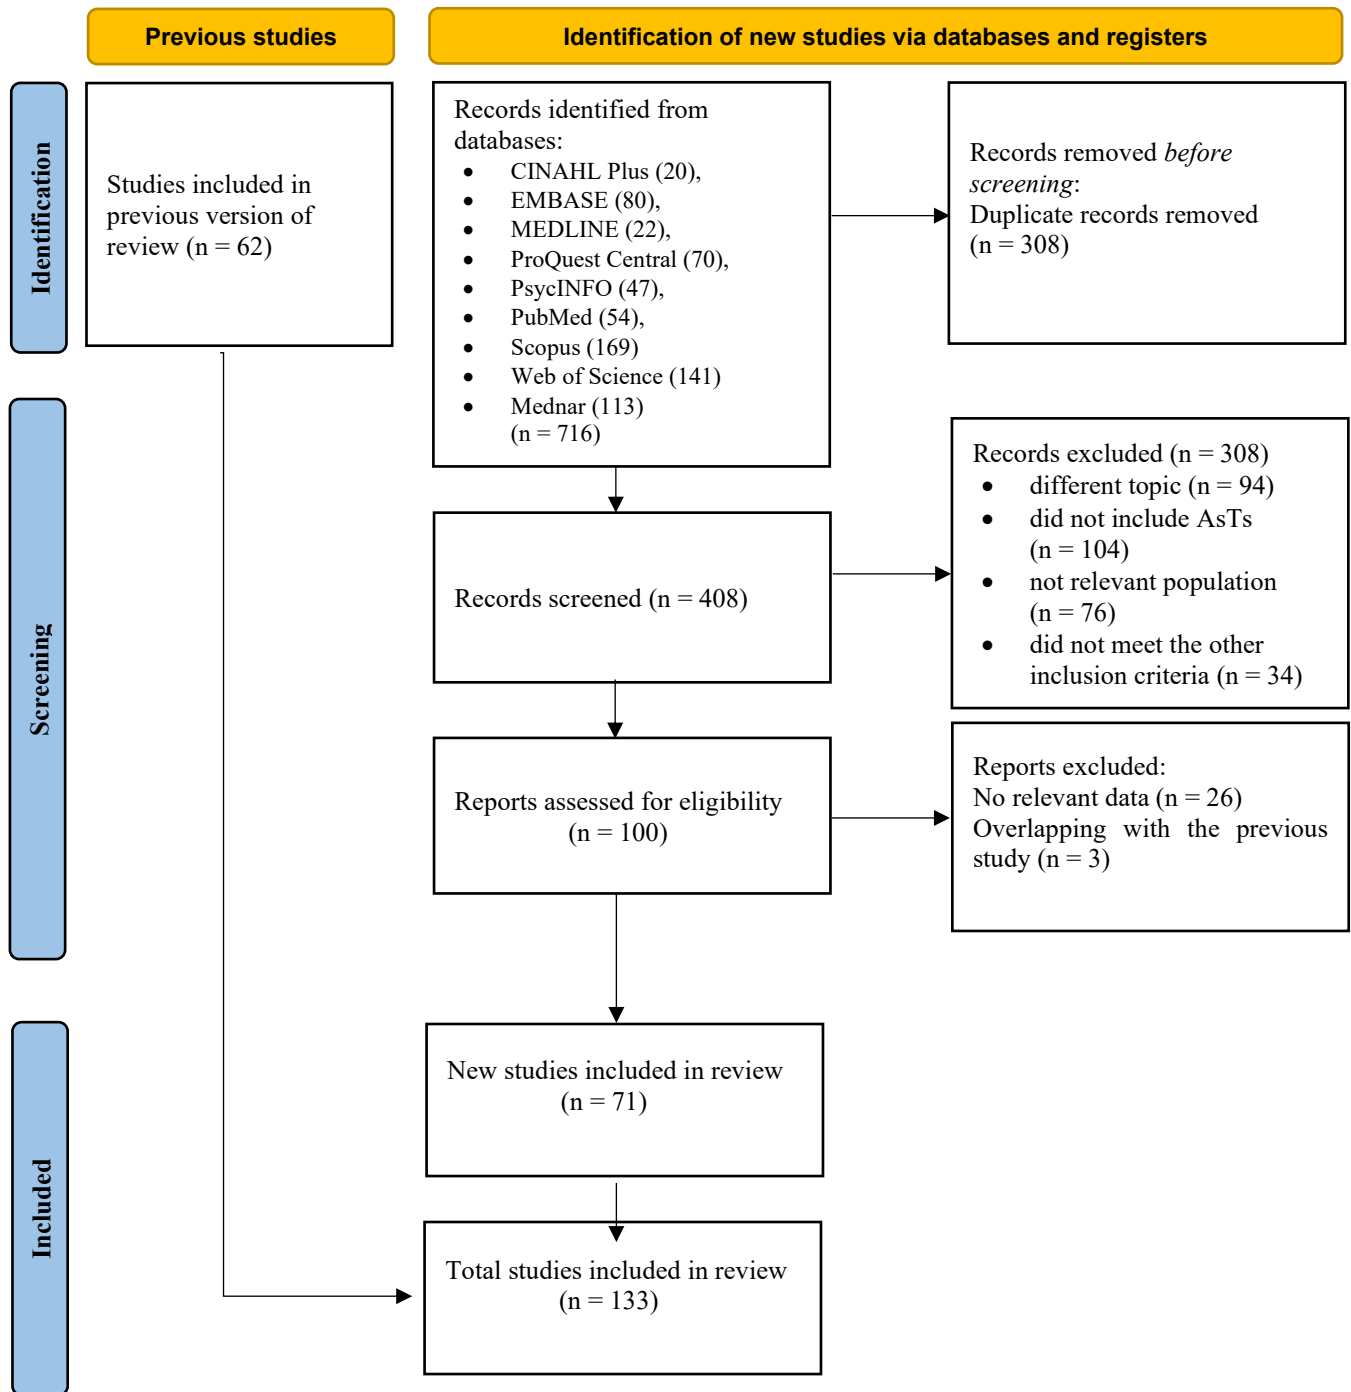 Previous studies
Identification of new studies via databases and registers
Identification
Studies included in
previous version of
review (n = 62)
Records identified from
databases:
• CINAHL Plus (20),
• EMBASE (80),
• MEDLINE (22),
• ProQuest Central (70),
• PsycINFO (47),
• PubMed (54),
• Scopus (169)
• Web of Science (141)
• Mednar (113)
(n = 716)
Records removed before
screening:
Duplicate records removed
(n = 308)
Screening
Records screened (n = 408)
Records excluded (n = 308)
• different topic (n = 94)
• did not include AsTs
(n = 104)
• not relevant population
(n = 76)
• did not meet the other
inclusion criteria (n = 34)
Reports assessed for eligibility
(n = 100)
Reports excluded:
No relevant data (n = 26)
Overlapping with the previous
study (n = 3)
Included
New studies included in review
(n = 71)
Total studies included in review
(n = 133)